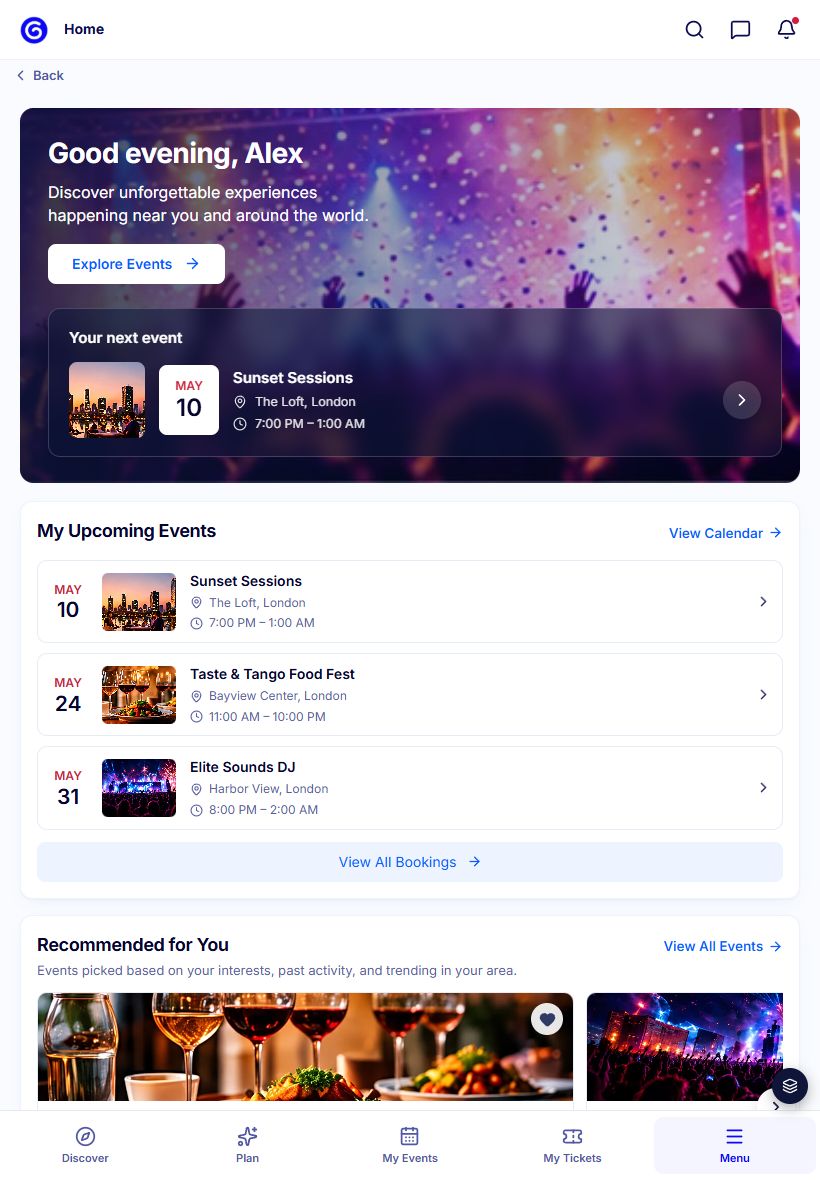 Home
Back
Good evening, Alex
Discover unforgettable experiences
happening near you and around the world.
Explore Events
Your next event
MAY
10
Sunset Sessions
The Loft, London
7:00 PM – 1:00 AM
My Upcoming Events
View Calendar
MAY
10
Sunset Sessions
The Loft, London
7:00 PM – 1:00 AM
MAY
24
Taste & Tango Food Fest
Bayview Center, London
11:00 AM – 10:00 PM
MAY
31
Elite Sounds DJ
Harbor View, London
8:00 PM – 2:00 AM
View All Bookings
Recommended for You
View All Events
Events picked based on your interests, past activity, and trending in your area.
Discover
Plan
My Events
My Tickets
Menu